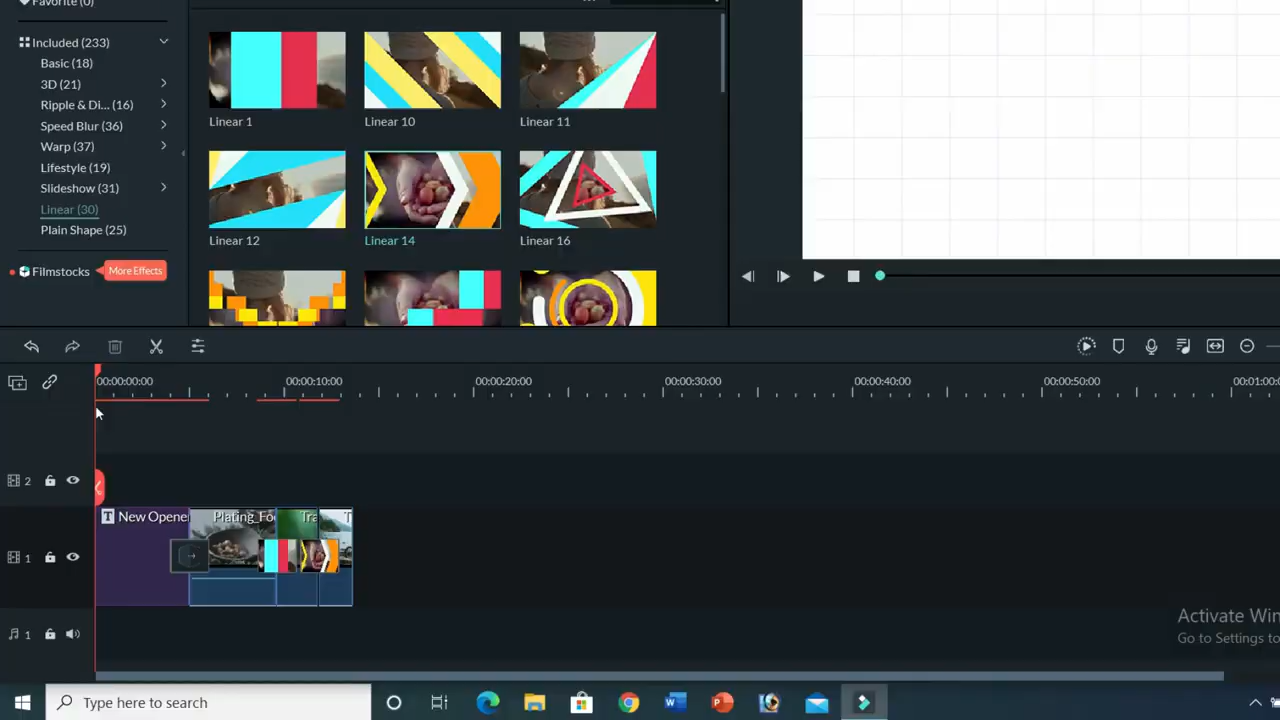 Favorite (0)
Included (233)
Basic (18)
3D (21)
Ripple & Di... (16)
Speed Blur (36)
Warp (37)
Lifestyle (19)
Slideshow (31)
Linear (30)
Plain Shape (25)
Filmstocks
More Effects
Linear 1
Linear 10
Linear 11
Linear 12
Linear 14
Linear 16
00:00:00:00
00:00:10:00
00:00:20:00
00:00:30:00
00:00:40:00
00:00:50:00
00:01:00:
2
T New Opene
Plating_Fo
Tra
T
1
1
Activate Win
Go to Settings to
Type here to search